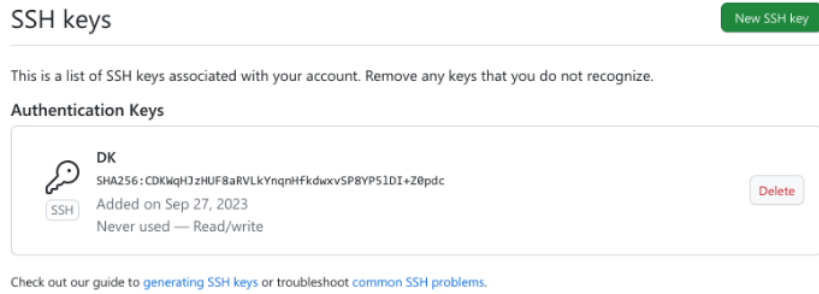 SSH keys
New SSH key
This is a list of SSH keys associated with your account. Remove any keys that you do not recognize.
Authentication Keys
DK
SHA256:CDKWqHJzHUF8aRVLkYnqnHfkdwxvSP8YP5lDI+Z0pdc
SSH
Added on Sep 27, 2023
Never used — Read/write
Delete
Check out our guide to generating SSH keys or troubleshoot common SSH problems.